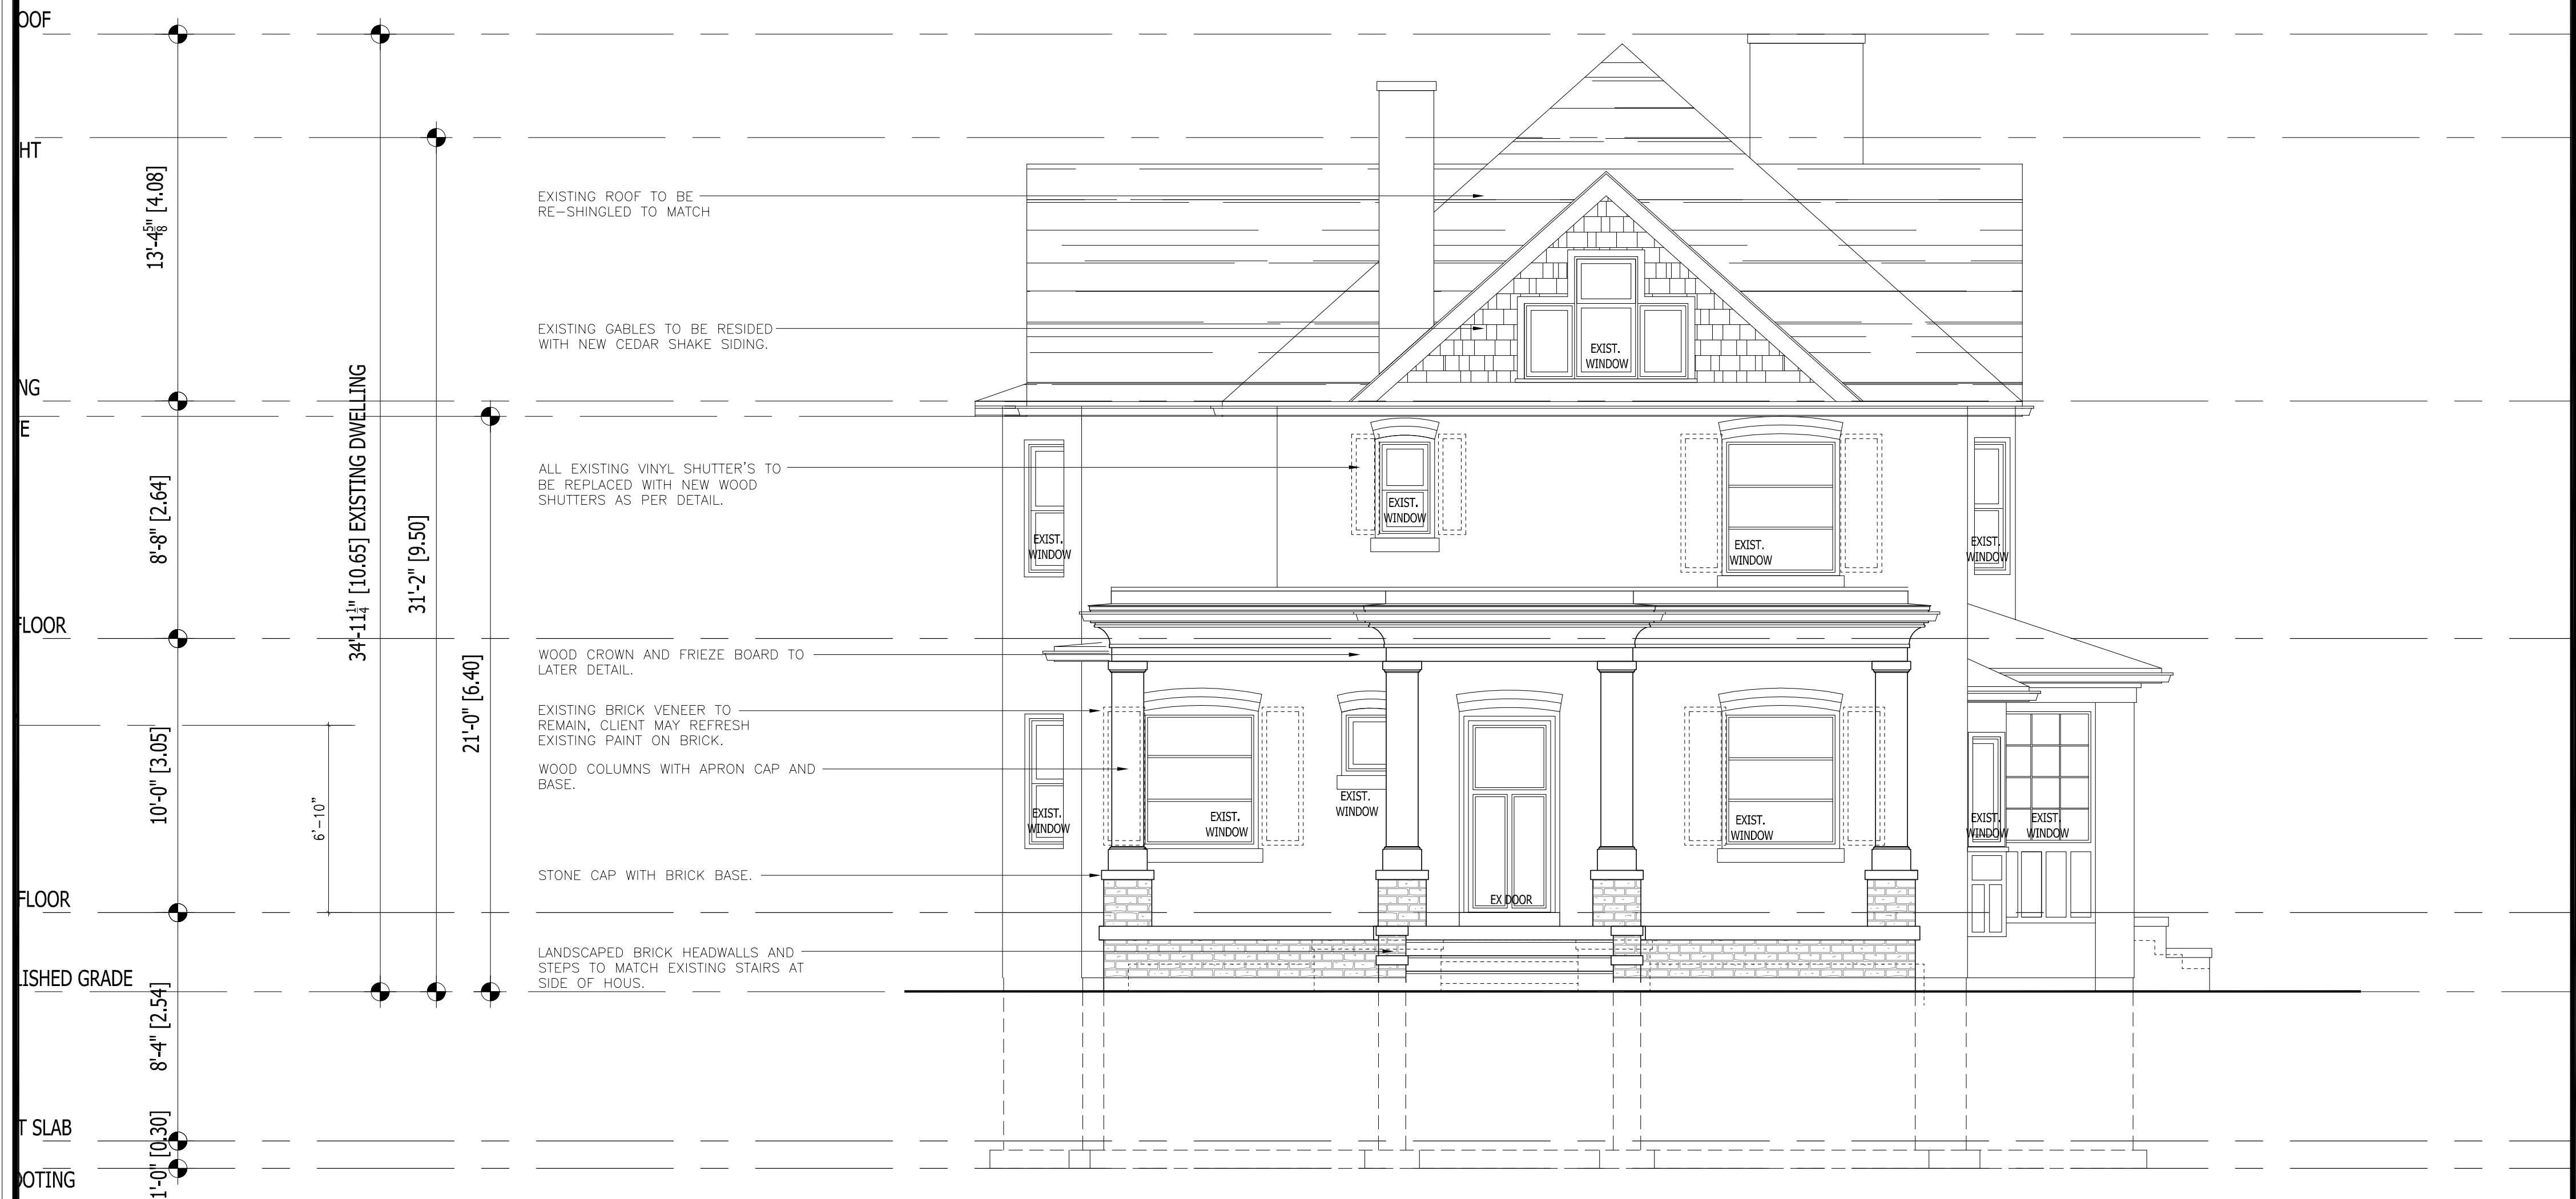 OOF
HT
NG
E
FLOOR
FLOOR
LISHED GRADE
T SLAB
OOTING
13'-4 5/8" [4.08]
8'-8" [2.64]
10'-0" [3.05]
8'-4" [2.54]
1'-0" [0.30]
6'-10"
34'-11 1/4" [10.65] EXISTING DWELLING
31'-2" [9.50]
21'-0" [6.40]
EXISTING ROOF TO BE
RE-SHINGLED TO MATCH
EXISTING GABLES TO BE RESIDED
WITH NEW CEDAR SHAKE SIDING.
ALL EXISTING VINYL SHUTTER'S TO
BE REPLACED WITH NEW WOOD
SHUTTERS AS PER DETAIL.
WOOD CROWN AND FRIEZE BOARD TO
LATER DETAIL.
EXISTING BRICK VENEER TO
REMAIN, CLIENT MAY REFRESH
EXISTING PAINT ON BRICK.
WOOD COLUMNS WITH APRON CAP AND
BASE.
STONE CAP WITH BRICK BASE.
LANDSCAPED BRICK HEADWALLS AND
STEPS TO MATCH EXISTING STAIRS AT
SIDE OF HOUS.
EXIST.
WINDOW
EXIST.
WINDOW
EXIST.
WINDOW
EXIST.
WINDOW
EXIST.
WINDOW
EXIST.
WINDOW
EXIST.
WINDOW
EXIST.
WINDOW
EXIST.
WINDOW
EXIST.
WINDOW
EXIST.
WINDOW
EX DOOR